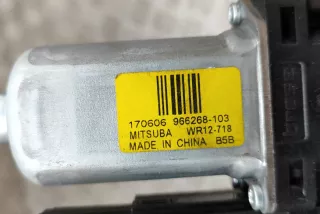 170606 966268-103
MITSUBA WR12-718
MADE IN CHINA B5B